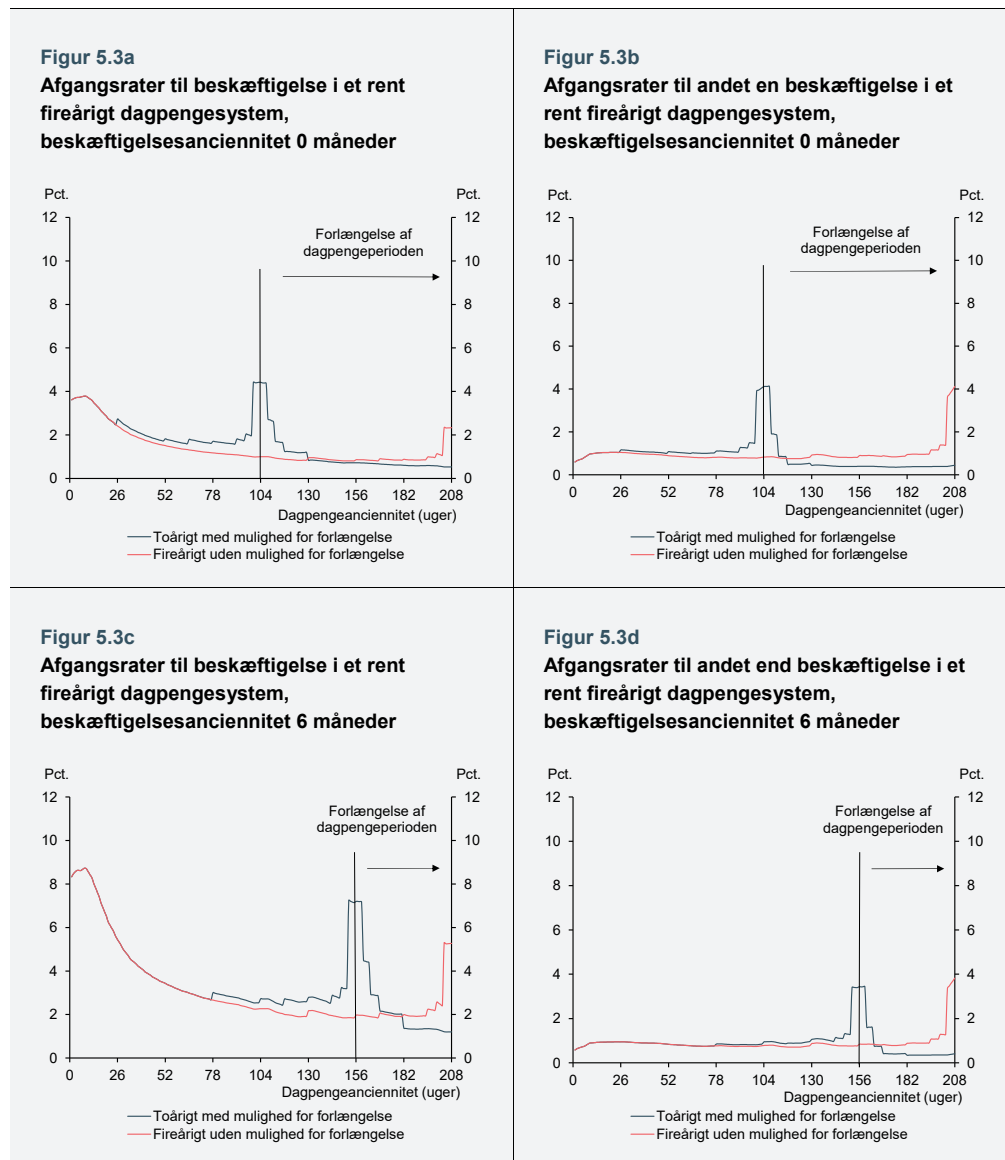 Figur 5.3a
Afgangsrater til beskæftigelse i et rent
fireårigt dagpengesystem,
beskæftigelsesanciennitet 0 måneder
Pct.
Pct.
12
10
8
6
4
2
0
12
10
8
6
4
2
0
Forlængelse af
dagpengeperioden
0 26 52 78 104 130 156 182 208
Dagpengeanciennitet (uger)
Toårigt med mulighed for forlængelse
Fireårigt uden mulighed for forlængelse
Figur 5.3b
Afgangsrater til andet en beskæftigelse i et
rent fireårigt dagpengesystem,
beskæftigelsesanciennitet 0 måneder
Pct.
Pct.
12
10
8
6
4
2
0
12
10
8
6
4
2
0
Forlængelse af
dagpengeperioden
0 26 52 78 104 130 156 182 208
Dagpengeanciennitet (uger)
Toårigt med mulighed for forlængelse
Fireårigt uden mulighed for forlængelse
Figur 5.3c
Afgangsrater til beskæftigelse i et rent
fireårigt dagpengesystem,
beskæftigelsesanciennitet 6 måneder
Pct.
Pct.
12
10
8
6
4
2
0
12
10
8
6
4
2
0
Forlængelse af
dagpengeperioden
0 26 52 78 104 130 156 182 208
Dagpengeanciennitet (uger)
Toårigt med mulighed for forlængelse
Fireårigt uden mulighed for forlængelse
Figur 5.3d
Afgangsrater til andet end beskæftigelse i et
rent fireårigt dagpengesystem,
beskæftigelsesanciennitet 6 måneder
Pct.
Pct.
12
10
8
6
4
2
0
12
10
8
6
4
2
0
Forlængelse af
dagpengeperioden
0 26 52 78 104 130 156 182 208
Dagpengeanciennitet (uger)
Toårigt med mulighed for forlængelse
Fireårigt uden mulighed for forlængelse